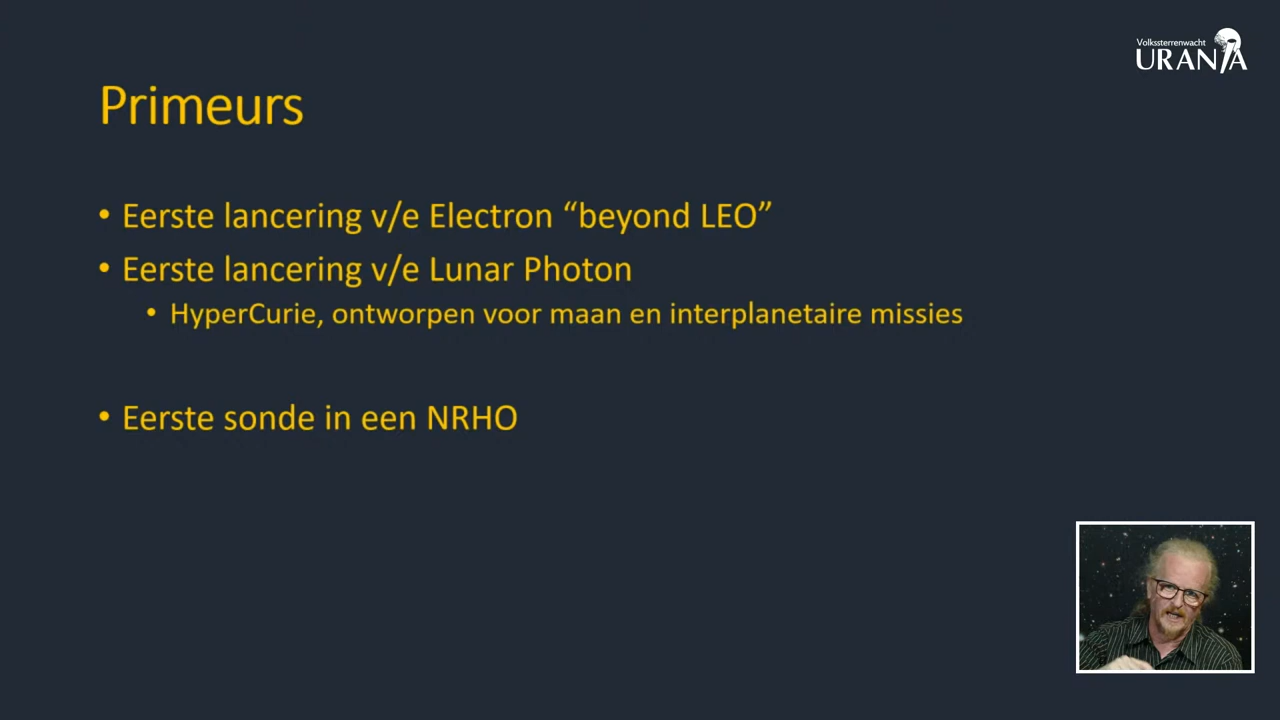 Volkssterrenwacht
URANIA
Primeurs
• Eerste lancering v/e Electron “beyond LEO”
• Eerste lancering v/e Lunar Photon
• HyperCurie, ontworpen voor maan en interplanetaire missies
• Eerste sonde in een NRHO